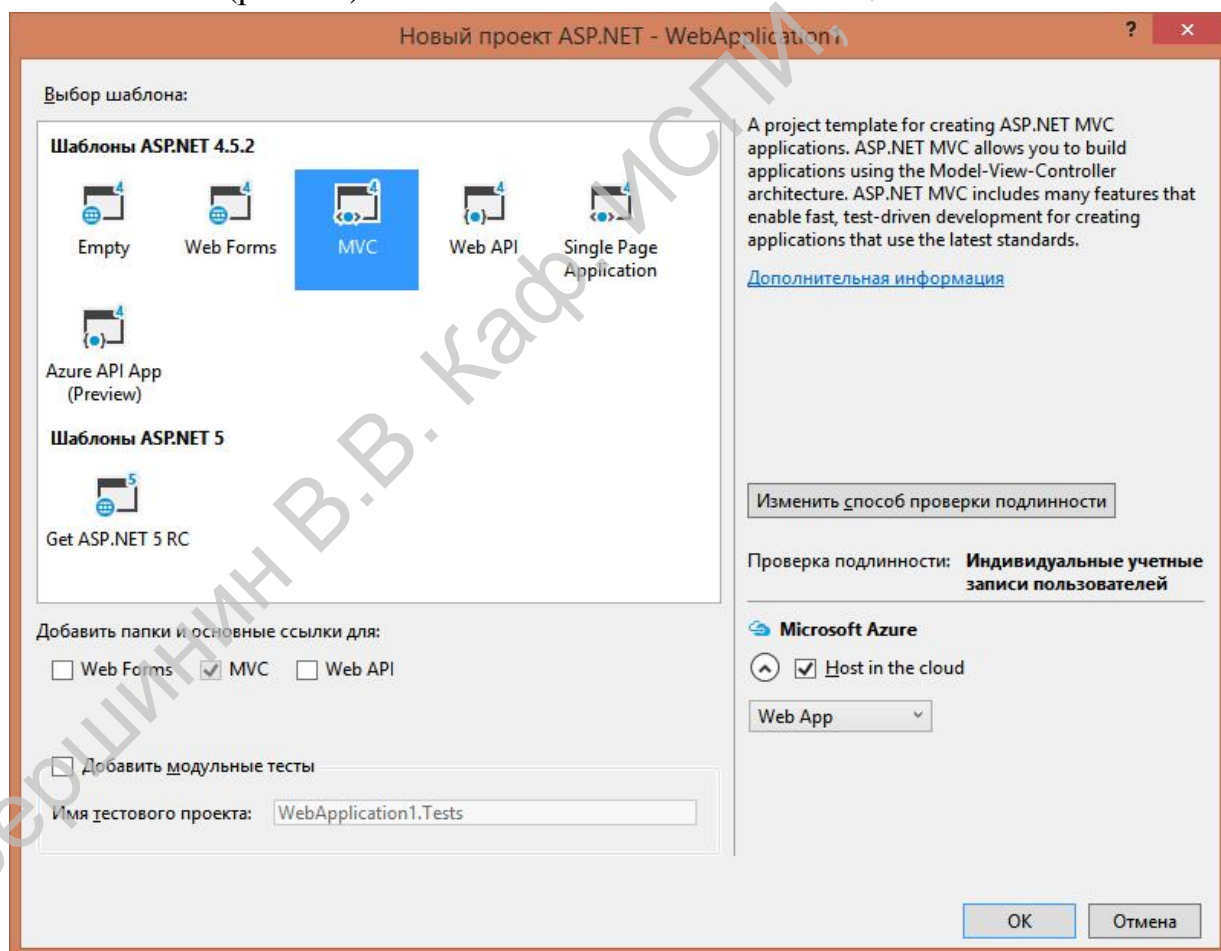 Новый проект ASP.NET - WebApplication1
?
×
Выбор шаблона:
Шаблоны ASP.NET 4.5.2
Empty
Web Forms
MVC
Web API
Single Page
Application
Azure API App
(Preview)
Шаблоны ASP.NET 5
Get ASP.NET 5 RC
Добавить папки и основные ссылки для:
Web Forms MVC Web API
Добавить модульные тесты
Имя тестового проекта: WebApplication1.Tests
A project template for creating ASP.NET MVC
applications. ASP.NET MVC allows you to build
applications using the Model-View-Controller
architecture. ASP.NET MVC includes many features that
enable fast, test-driven development for creating
applications that use the latest standards.
Дополнительная информация
Изменить способ проверки подлинности
Проверка подлинности: Индивидуальные учетные
записи пользователей
Microsoft Azure
Host in the cloud
Web App
OK Отмена
ершинин В.В. Каф. ИСПИ,